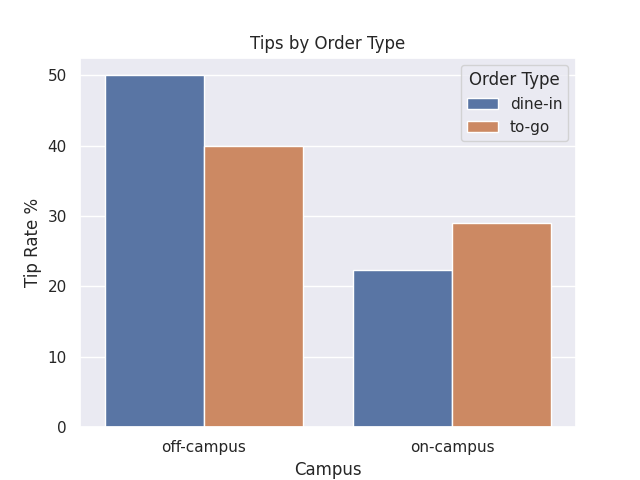 Tips by Order Type
Order Type
dine-in
to-go
Tip Rate %
50
40
30
20
10
0
off-campus
on-campus
Campus